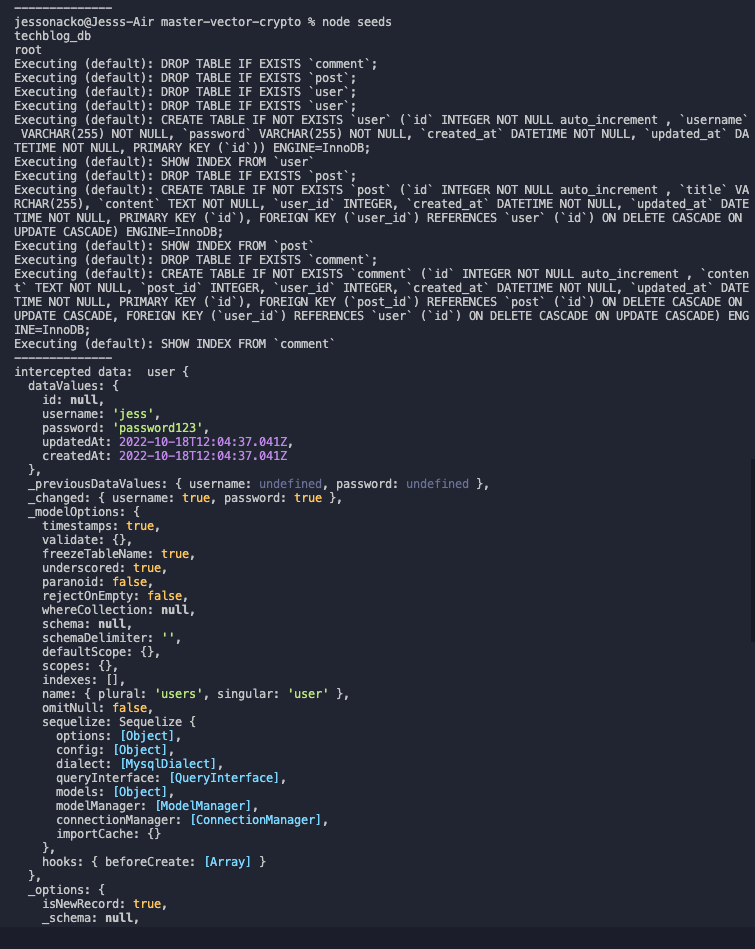 --------------
jessonacko@Jesss-Air master-vector-crypto % node seeds
techblog_db
root
Executing (default): DROP TABLE IF EXISTS `comment`;
Executing (default): DROP TABLE IF EXISTS `post`;
Executing (default): DROP TABLE IF EXISTS `user`;
Executing (default): DROP TABLE IF EXISTS `user`;
Executing (default): CREATE TABLE IF NOT EXISTS `user` (`id` INTEGER NOT NULL auto_increment , `username`
 VARCHAR(255) NOT NULL, `password` VARCHAR(255) NOT NULL, `created_at` DATETIME NOT NULL, `updated_at` DA
TETIME NOT NULL, PRIMARY KEY (`id`)) ENGINE=InnoDB;
Executing (default): SHOW INDEX FROM `user`
Executing (default): DROP TABLE IF EXISTS `post`;
Executing (default): CREATE TABLE IF NOT EXISTS `post` (`id` INTEGER NOT NULL auto_increment , `title` VA
RCHAR(255), `content` TEXT NOT NULL, `user_id` INTEGER, `created_at` DATETIME NOT NULL, `updated_at` DATE
TIME NOT NULL, PRIMARY KEY (`id`), FOREIGN KEY (`user_id`) REFERENCES `user` (`id`) ON DELETE CASCADE ON
UPDATE CASCADE) ENGINE=InnoDB;
Executing (default): SHOW INDEX FROM `post`
Executing (default): DROP TABLE IF EXISTS `comment`;
Executing (default): CREATE TABLE IF NOT EXISTS `comment` (`id` INTEGER NOT NULL auto_increment , `conten
t` TEXT NOT NULL, `post_id` INTEGER, `user_id` INTEGER, `created_at` DATETIME NOT NULL, `updated_at` DATE
TIME NOT NULL, PRIMARY KEY (`id`), FOREIGN KEY (`post_id`) REFERENCES `post` (`id`) ON DELETE CASCADE ON
UPDATE CASCADE, FOREIGN KEY (`user_id`) REFERENCES `user` (`id`) ON DELETE CASCADE ON UPDATE CASCADE) ENG
INE=InnoDB;
Executing (default): SHOW INDEX FROM `comment`
--------------
intercepted data:  user {
  dataValues: {
    id: null,
    username: 'jess',
    password: 'password123',
    updatedAt: 2022-10-18T12:04:37.041Z,
    createdAt: 2022-10-18T12:04:37.041Z
  },
  _previousDataValues: { username: undefined, password: undefined },
  _changed: { username: true, password: true },
  _modelOptions: {
    timestamps: true,
    validate: {},
    freezeTableName: true,
    underscored: true,
    paranoid: false,
    rejectOnEmpty: false,
    whereCollection: null,
    schema: null,
    schemaDelimiter: '',
    defaultScope: {},
    scopes: {},
    indexes: [],
    name: { plural: 'users', singular: 'user' },
    omitNull: false,
    sequelize: Sequelize {
      options: [Object],
      config: [Object],
      dialect: [MysqlDialect],
      queryInterface: [QueryInterface],
      models: [Object],
      modelManager: [ModelManager],
      connectionManager: [ConnectionManager],
      importCache: {}
    },
    hooks: { beforeCreate: [Array] }
  },
  _options: {
    isNewRecord: true,
    _schema: null,